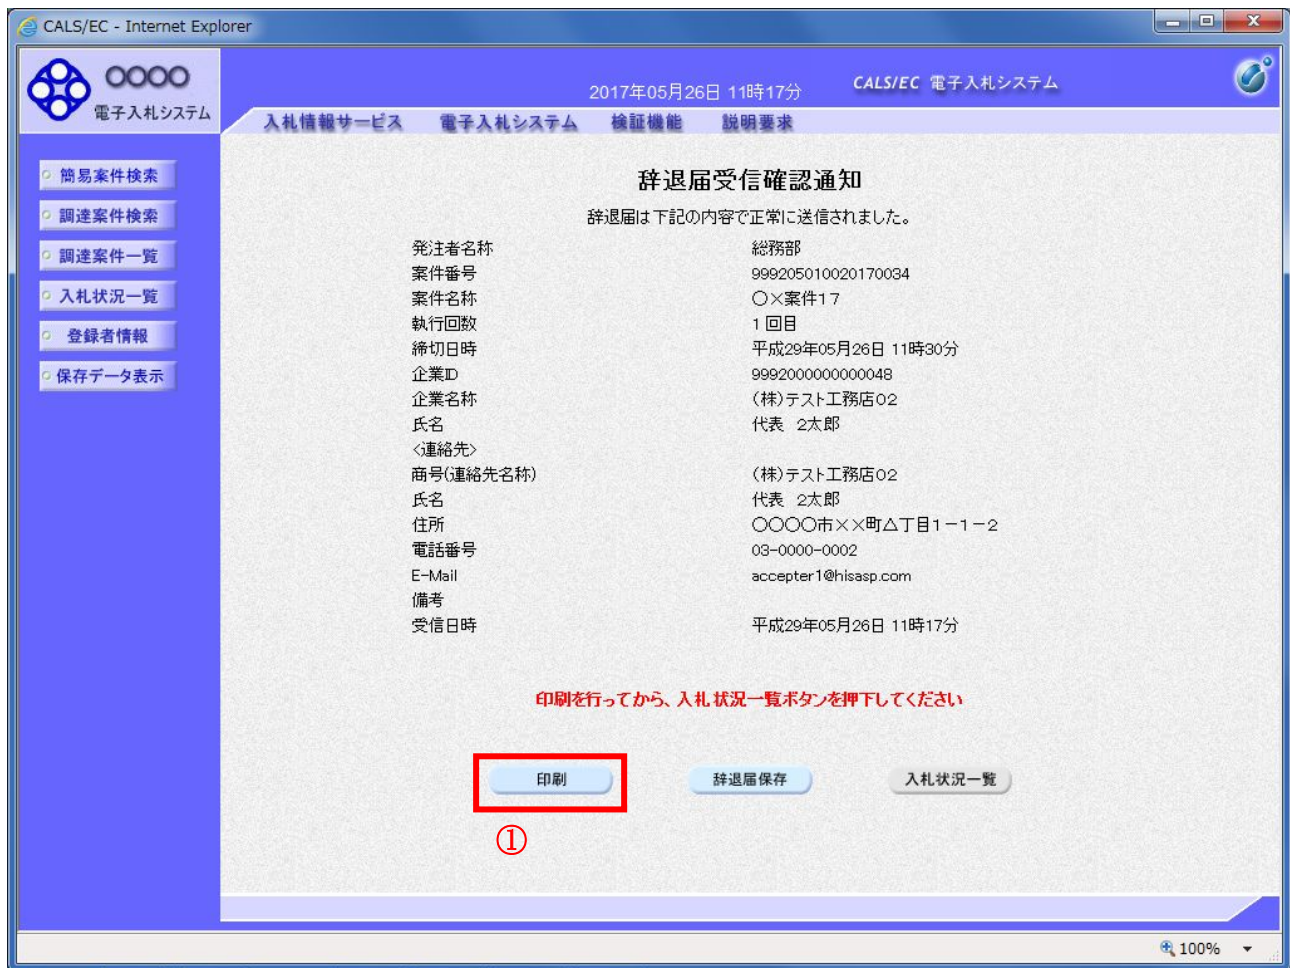 CALS/EC - Internet Explorer
〇〇〇〇
電子入札システム
2017年05月26日 11時17分
CALS/EC 電子入札システム
入札情報サービス 電子入札システム 検証機能 説明要求
簡易案件検索
調達案件検索
調達案件一覧
入札状況一覧
登録者情報
保存データ表示
辞退届受信確認通知
辞退届は下記の内容で正常に送信されました。
発注者名称 総務部
案件番号 999205010020170034
案件名称 〇×案件17
執行回数 1回目
締切日時 平成29年05月26日 11時30分
企業ID 9992000000000048
企業名称 (株)テスト工務店02
氏名 代表 2太郎
<連絡先>
商号(連絡先名称) (株)テスト工務店02
氏名 代表 2太郎
住所 〇〇〇〇市××町△丁目1-1-2
電話番号 03-0000-0002
E-Mail accepter1@hisasp.com
備考
受信日時 平成29年05月26日 11時17分
印刷を行ってから、入札状況一覧ボタンを押下してください
印刷 辞退届保存 入札状況一覧
①
100%